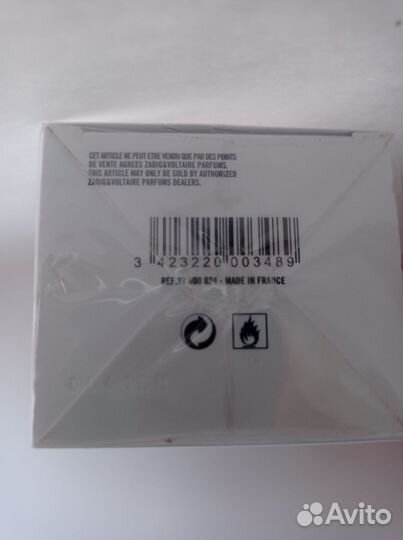 CET ARTICLE NE PEUT ETRE VENDU QUE PAR DES POINTS
DE VENTE AGREES ZADIG&VOLTAIRE PARFUMS.
THIS ARTICLE MAY ONLY BE SOLD BY AUTHORIZED
ZADIG&VOLTAIRE PARFUMS DEALERS.
3 423220 003489
024 - MADE IN FRANCE
Avito